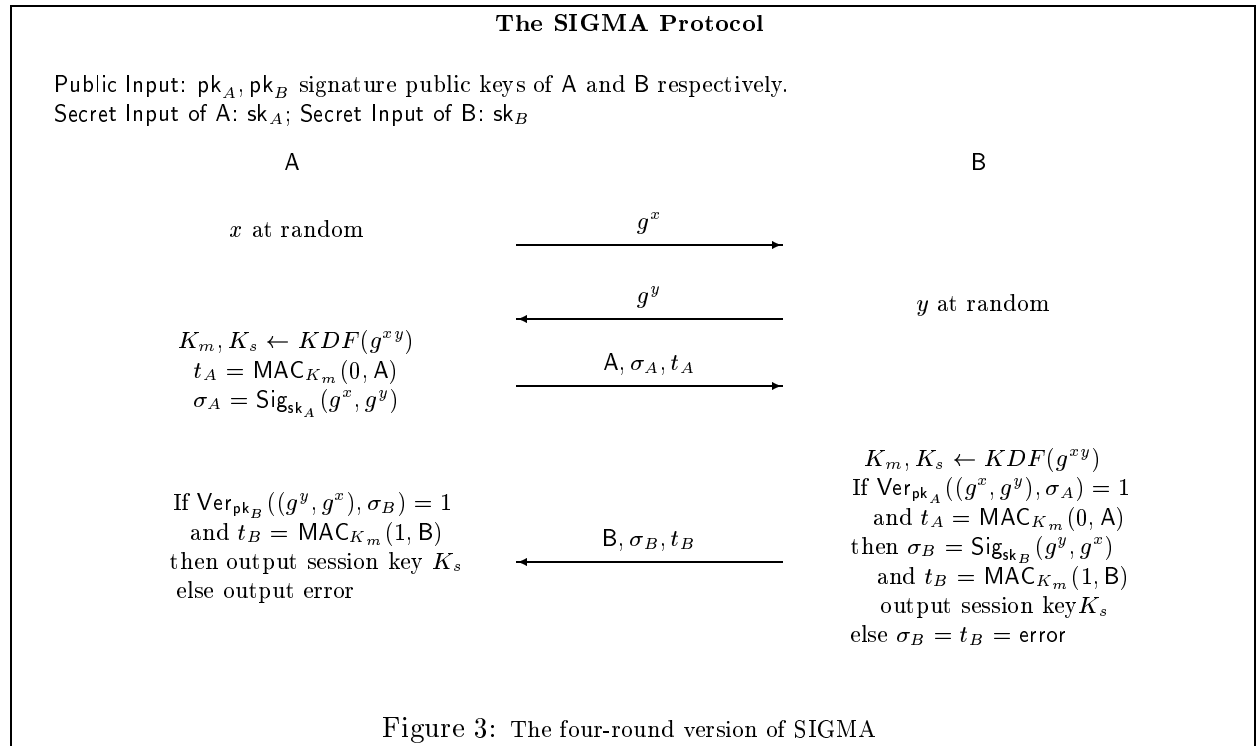 The SIGMA Protocol
Public Input: pk_A, pk_B signature public keys of A and B respectively.
Secret Input of A: sk_A; Secret Input of B: sk_B
A B
x at random
g^x
g^y
y at random
K_m, K_s ← KDF(g^{xy})
t_A = MAC_{K_m}(0, A)
σ_A = Sig_{sk_A}(g^x, g^y)
A, σ_A, t_A
K_m, K_s ← KDF(g^{xy})
If Ver_{pk_A}((g^x, g^y), σ_A) = 1
and t_A = MAC_{K_m}(0, A)
then σ_B = Sig_{sk_B}(g^y, g^x)
and t_B = MAC_{K_m}(1, B)
output session keyK_s
else σ_B = t_B = error
B, σ_B, t_B
If Ver_{pk_B}((g^y, g^x), σ_B) = 1
and t_B = MAC_{K_m}(1, B)
then output session key K_s
else output error
Figure 3: The four-round version of SIGMA